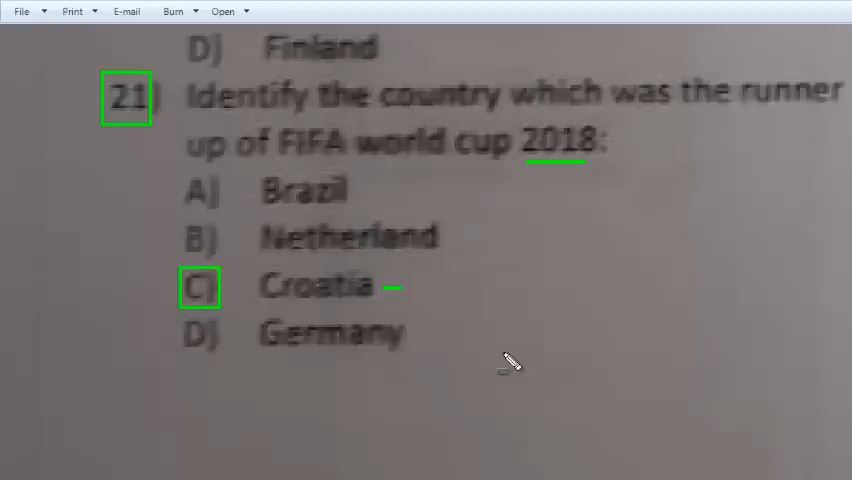 File Print E-mail Burn Open
D) Finland
21) Identify the country which was the runner
up of FIFA world cup 2018:
A) Brazil
B) Netherland
C) Croatia
D) Germany